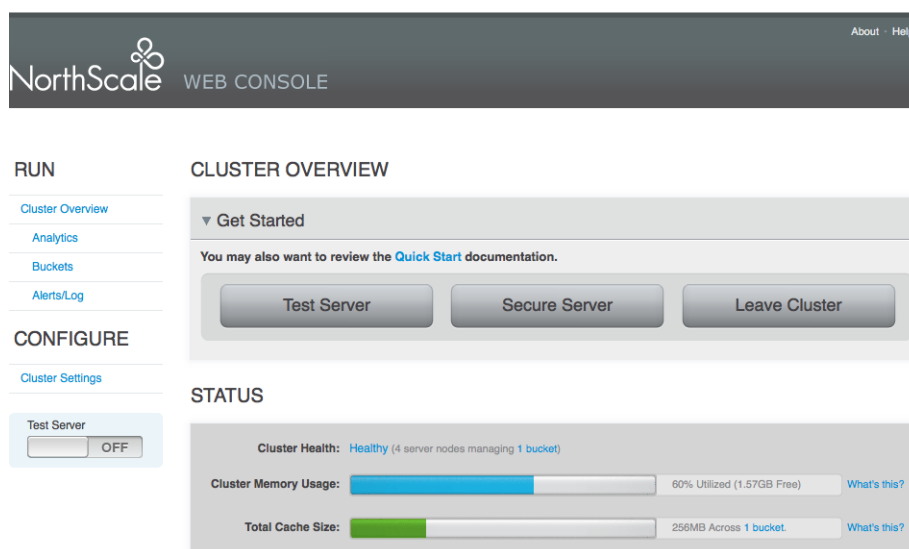 About · Hel
NorthScale WEB CONSOLE
RUN
Cluster Overview
Analytics
Buckets
Alerts/Log
CONFIGURE
Cluster Settings
Test Server
OFF
CLUSTER OVERVIEW
Get Started
You may also want to review the Quick Start documentation.
Test Server Secure Server Leave Cluster
STATUS
Cluster Health: Healthy (4 server nodes managing 1 bucket)
Cluster Memory Usage: 60% Utilized (1.57GB Free) What's this?
Total Cache Size: 256MB Across 1 bucket. What's this?